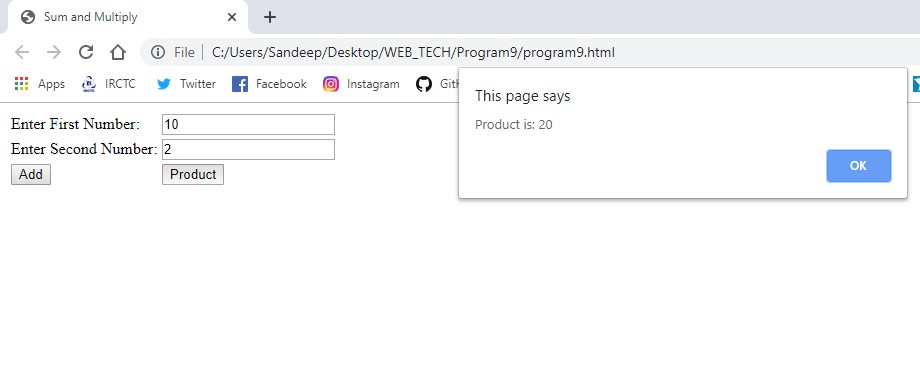 Sum and Multiply
File | C:/Users/Sandeep/Desktop/WEB_TECH/Program9/program9.html
Apps IRCTC Twitter Facebook Instagram
This page says
Product is: 20
OK
Enter First Number: 10
Enter Second Number: 2
Add Product